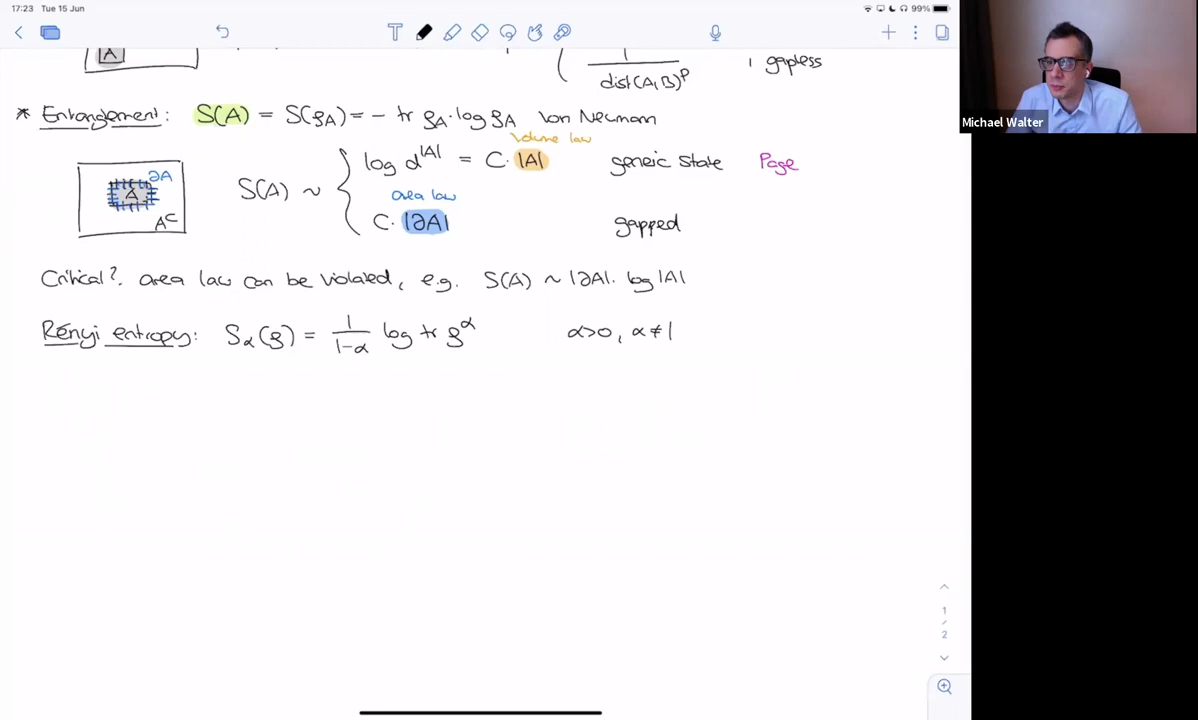 17:23 Tue 15 Jun
99%
A
1
dist(A,B)^p
, gapless
Michael Walter
* Entanglement: S(A) = S(ρ_A) = - tr ρ_A · log ρ_A von Neumann
volume law
log d^|A| = C · |A| generic state Page
∂A
A
A^c
S(A) ~
area law
C · |∂A| gapped
Critical? area law can be violated, e.g. S(A) ~ |∂A| · log |A|
Rényi entropy: S_α(ρ) = 1/(1-α) log tr ρ^α α>0, α≠1
1
/
2